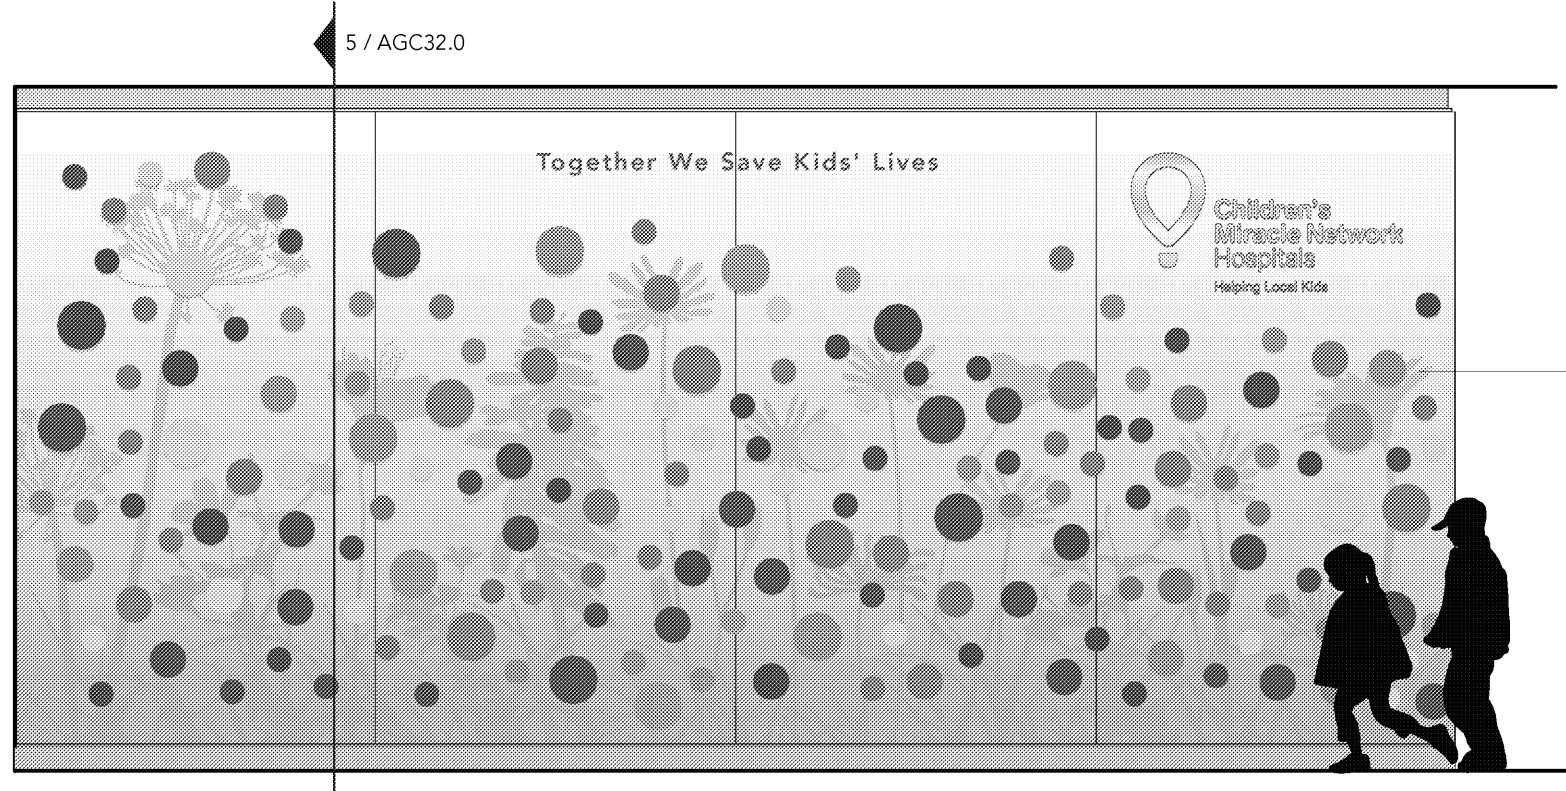 5 / AGC32.0
Together We Save Kids' Lives
Children's
Miracle Network
Hospitals
Helping Local Kids